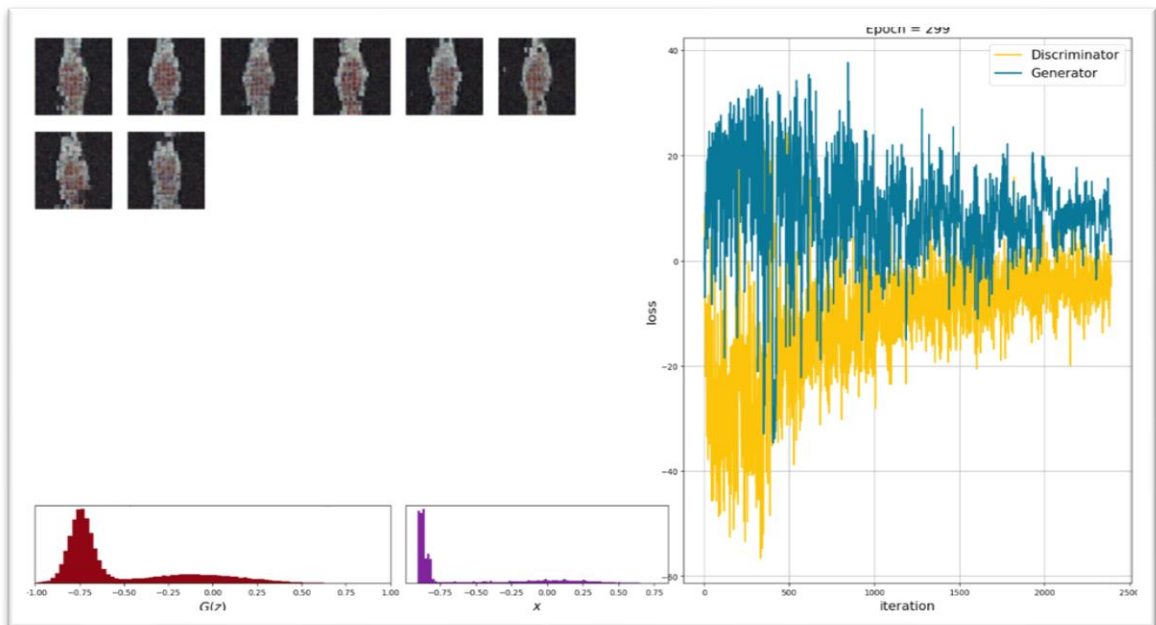 Epoch = 299
Discriminator
Generator
40
20
0
−20
−40
−60
loss
0 500 1000 1500 2000 2500
iteration
-1.00 −0.75 −0.50 −0.25 0.00 0.25 0.50 0.75 1.00
G(z)
−0.75 −0.50 −0.25 0.00 0.25 0.50 0.75
x